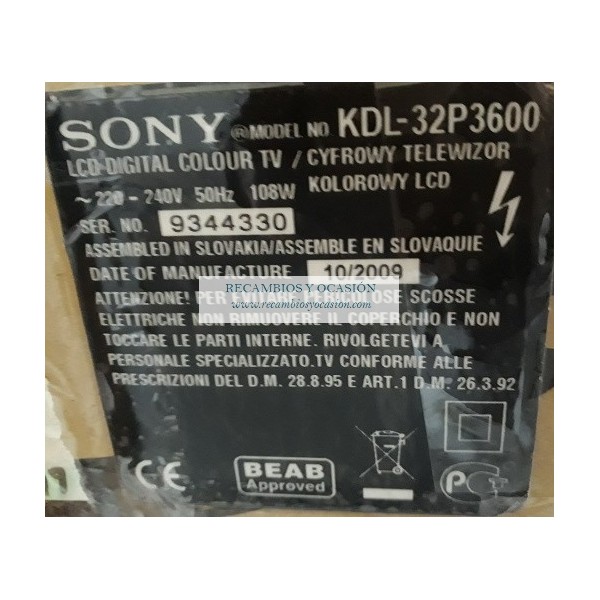 SONY ® MODEL NO. KDL-32P3600
LCD DIGITAL COLOUR TV / CYFROWY TELEWIZOR
~ 220 - 240V 50Hz 108W KOLOROWY LCD
SER. NO. 9344330
ASSEMBLED IN SLOVAKIA/ASSEMBLE EN SLOVAQUIE
DATE OF MANUFACTURE 10/2009
RECAMBIOS Y OCASIÓN
ATTENZIONE! PER EVITARE PERICOLOSE SCOSSE
www.recambiosyocasion.com
ELETTRICHE NON RIMUOVERE IL COPERCHIO E NON
TOCCARE LE PARTI INTERNE. RIVOLGETEVI A
PERSONALE SPECIALIZZATO.TV CONFORME ALLE
PRESCRIZIONI DEL D.M. 28.8.95 E ART.1 D.M. 26.3.92
CE
BEAB
Approved